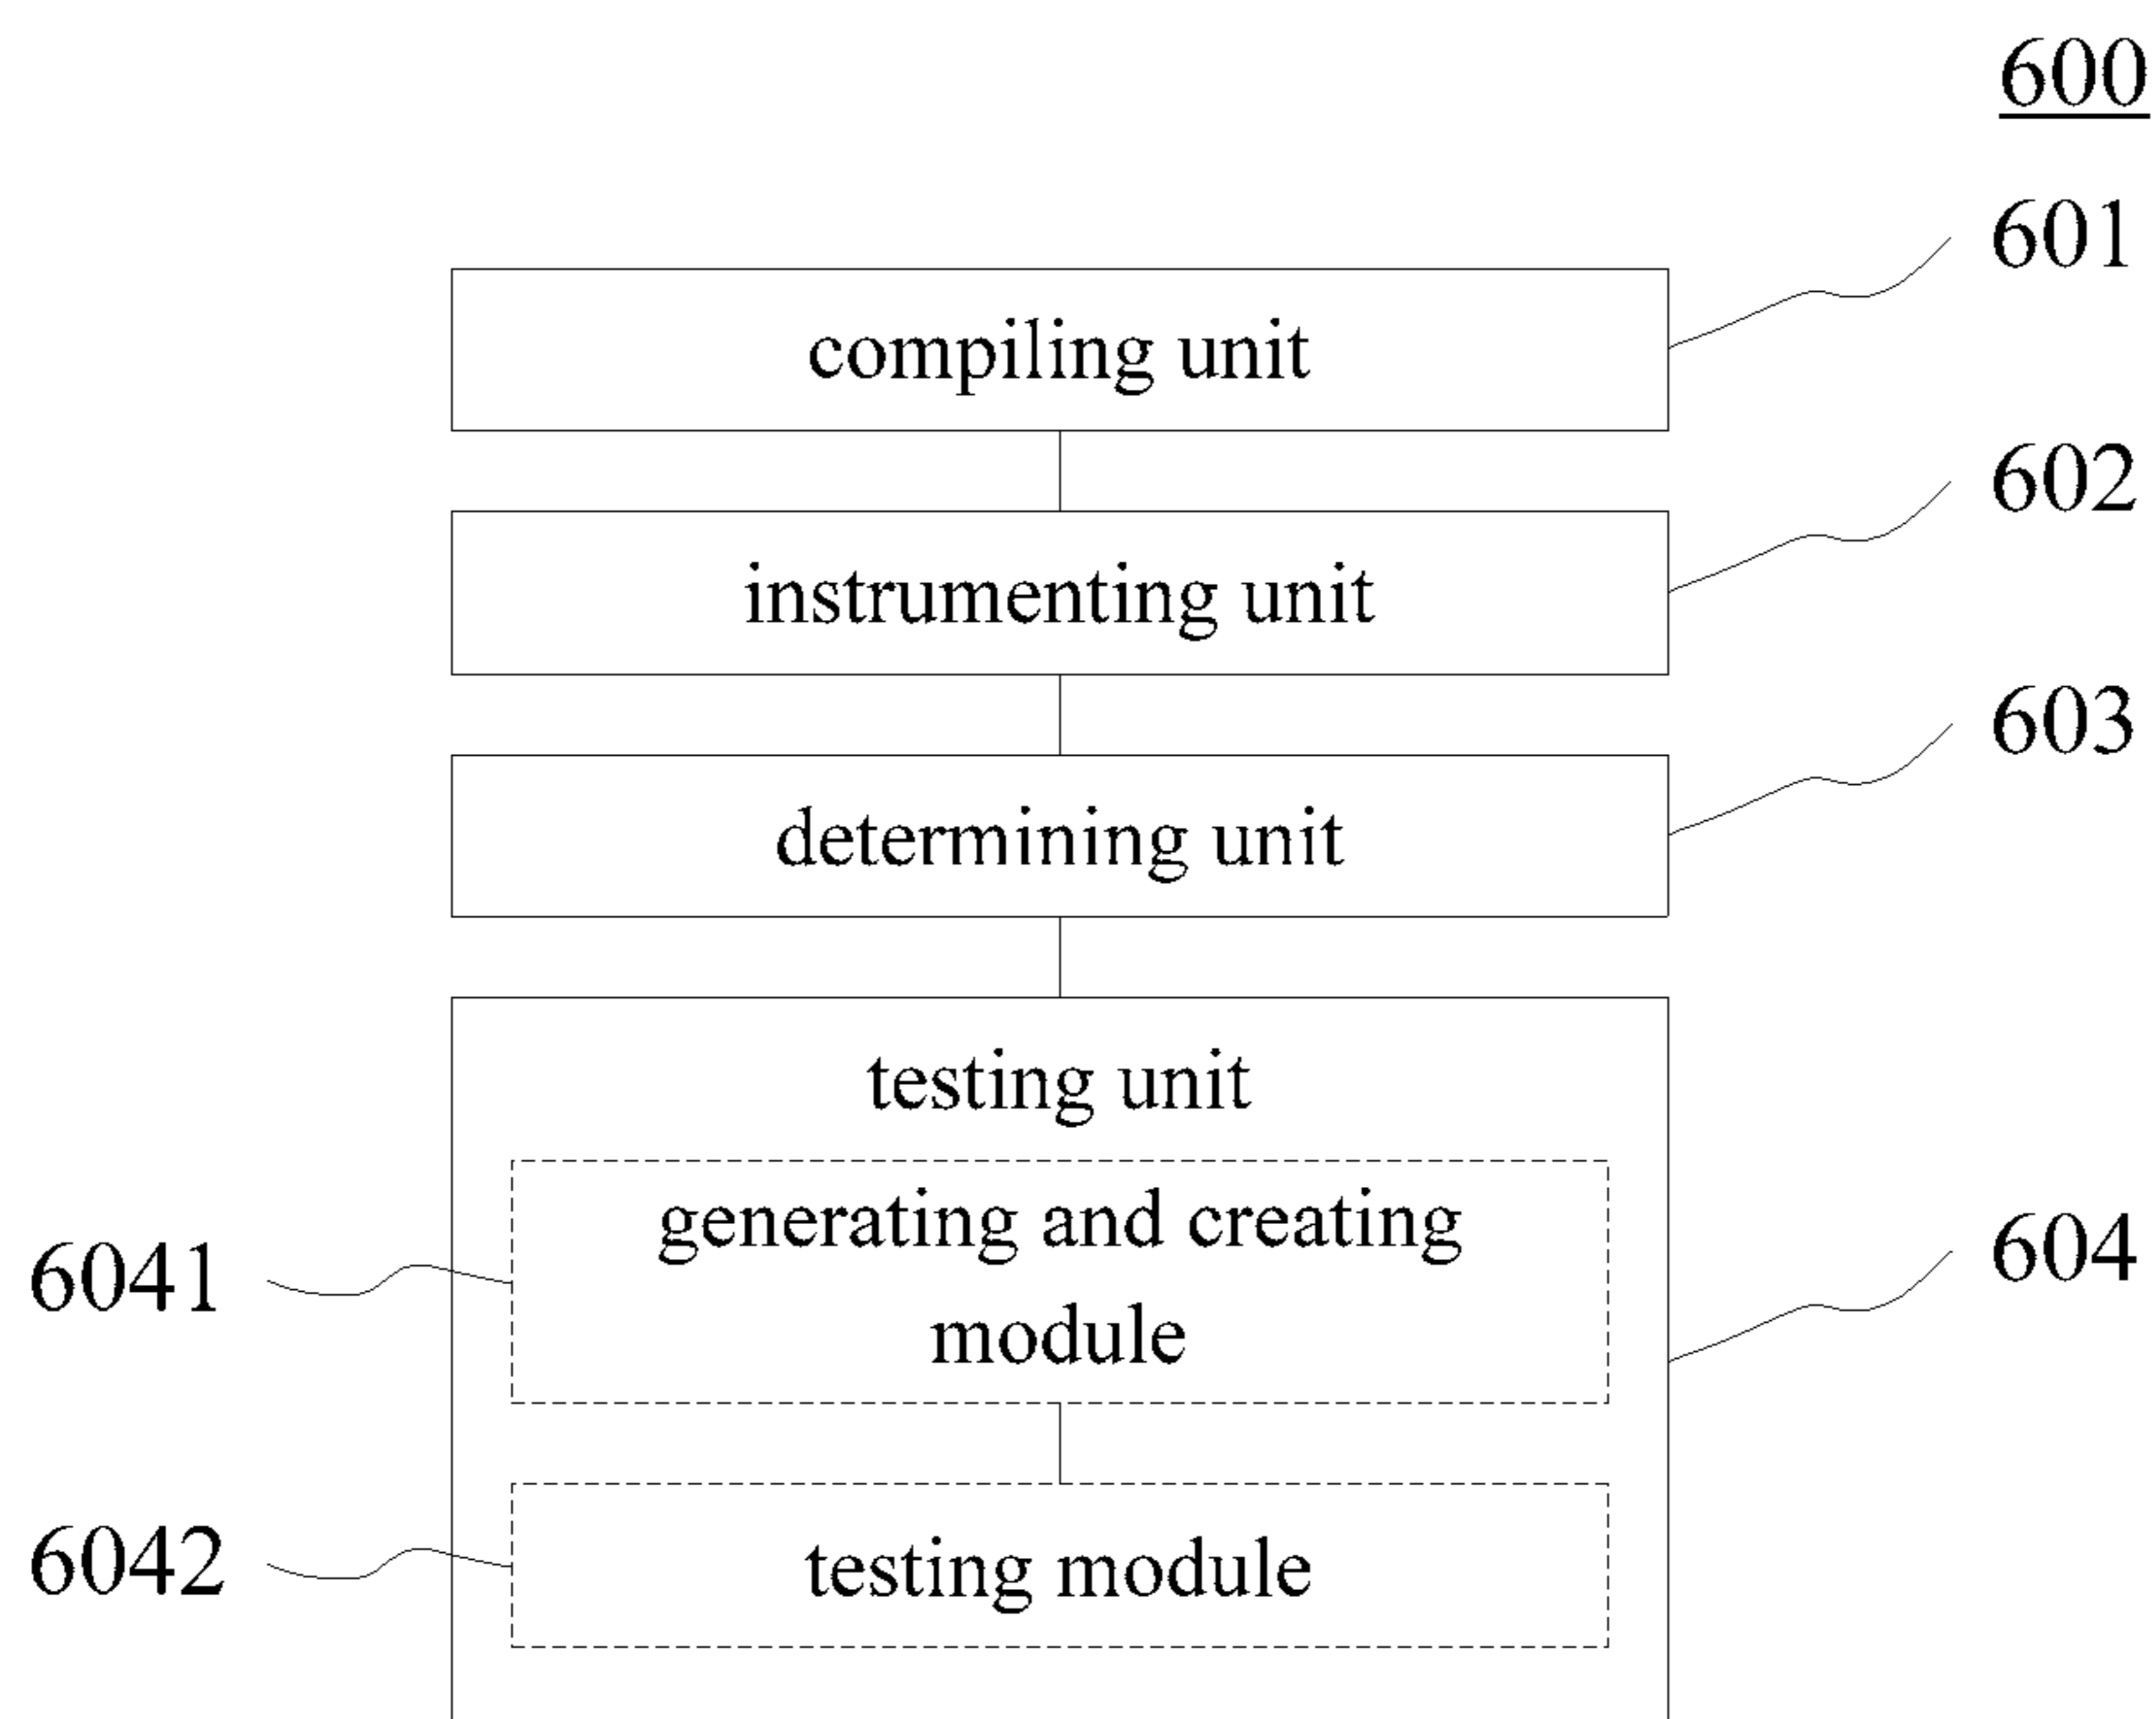 600
601
compiling unit
602
instrumenting unit
603
determining unit
testing unit
generating and creating
module
6041
604
testing module
6042